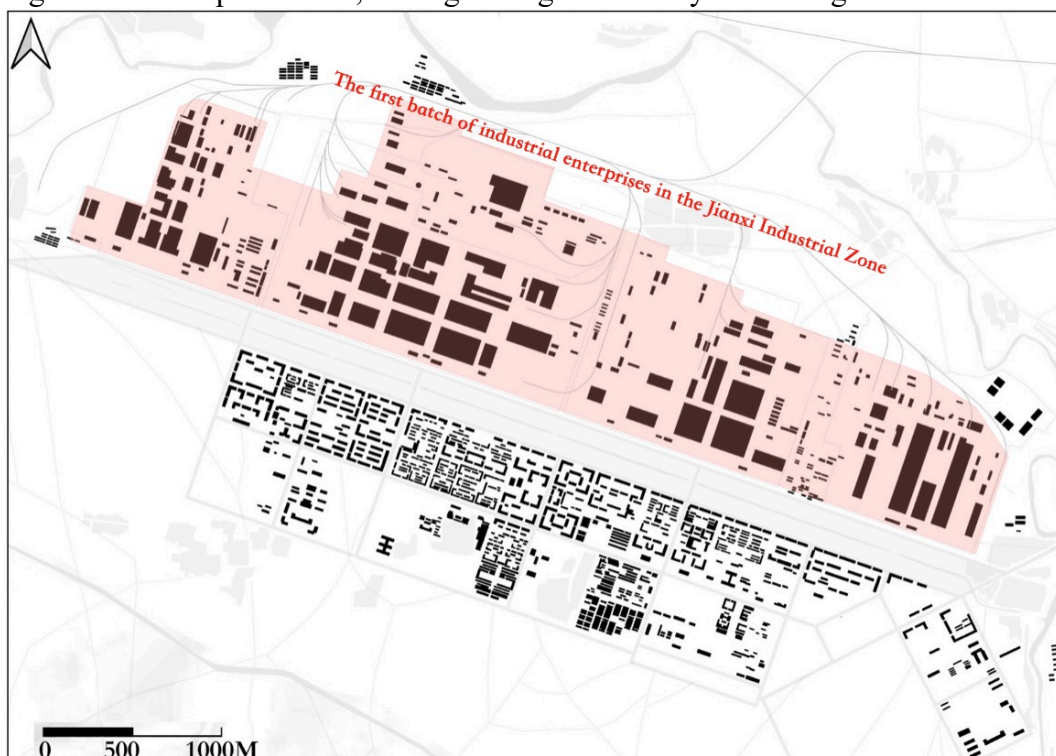 The first batch of industrial enterprises in the Jianxi Industrial Zone
0 500 1000M